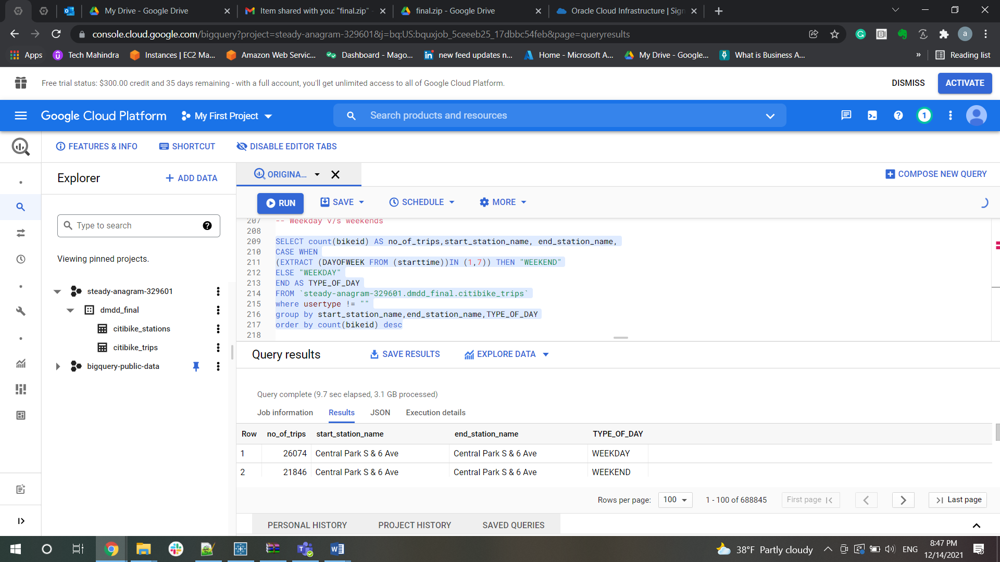 My Drive - Google Drive
Item shared with you: "final.zip"
final.zip - Google Drive
Oracle Cloud Infrastructure | Sign
console.cloud.google.com/bigquery?project=steady-anagram-329601&j=bq:US:bquxjob_5ceeeb25_17dbbc54feb&page=queryresults
a
Apps
Tech Mahindra
Instances | EC2 Ma...
Amazon Web Servic...
Dashboard - Mago...
new feed updates n...
Home - Microsoft A...
My Drive - Google...
What is Business A...
»
Reading list
Free trial status: $300.00 credit and 35 days remaining - with a full account, you'll get unlimited access to all of Google Cloud Platform.
DISMISS
ACTIVATE
Google Cloud Platform
My First Project
Search products and resources
1
FEATURES & INFO
SHORTCUT
DISABLE EDITOR TABS
Explorer
+ ADD DATA
ORIGINA...
COMPOSE NEW QUERY
RUN
SAVE
SCHEDULE
MORE
Type to search
Viewing pinned projects.
steady-anagram-329601
dmdd_final
citibike_stations
citibike_trips
bigquery-public-data
207 -- Weekday v/s weekends
208
209 SELECT count(bikeid) AS no_of_trips,start_station_name, end_station_name,
210 CASE WHEN
211 (EXTRACT (DAYOFWEEK FROM (starttime))IN (1,7)) THEN "WEEKEND"
212 ELSE "WEEKDAY"
213 END AS TYPE_OF_DAY
214 FROM `steady-anagram-329601.dmdd_final.citibike_trips`
215 where usertype != ""
216 group by start_station_name,end_station_name,TYPE_OF_DAY
217 order by count(bikeid) desc
218
Query results
SAVE RESULTS
EXPLORE DATA
Query complete (9.7 sec elapsed, 3.1 GB processed)
Job information
Results
JSON
Execution details
Row no_of_trips start_station_name end_station_name TYPE_OF_DAY
1 26074 Central Park S & 6 Ave Central Park S & 6 Ave WEEKDAY
2 21846 Central Park S & 6 Ave Central Park S & 6 Ave WEEKEND
Rows per page:
100
1 - 100 of 688845
First page
Last page
PERSONAL HISTORY
PROJECT HISTORY
SAVED QUERIES
38°F Partly cloudy
ENG
8:47 PM
12/14/2021